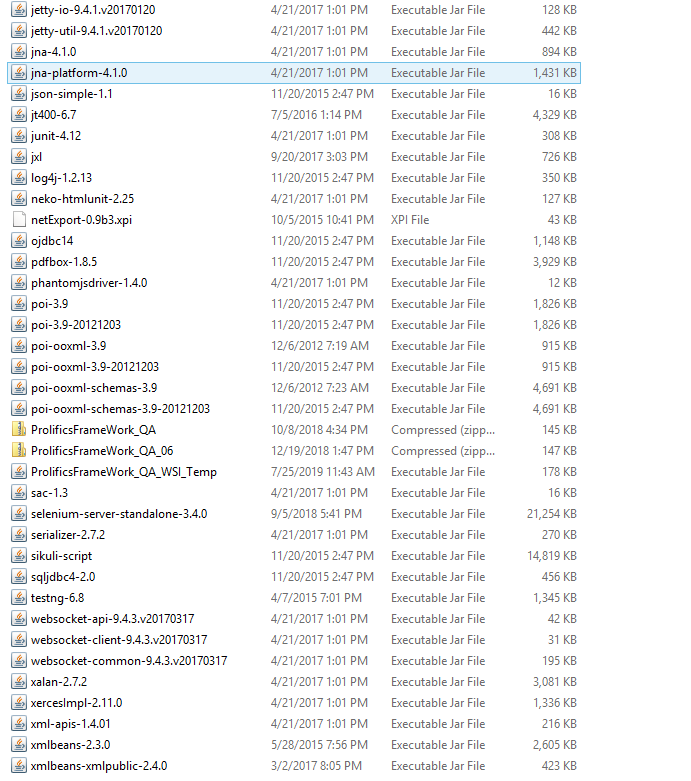 jetty-io-9.4.1.v20170120 4/21/2017 1:01 PM Executable Jar File 128 KB
jetty-util-9.4.1.v20170120 4/21/2017 1:01 PM Executable Jar File 442 KB
jna-4.1.0 4/21/2017 1:01 PM Executable Jar File 894 KB
jna-platform-4.1.0 4/21/2017 1:01 PM Executable Jar File 1,431 KB
json-simple-1.1 11/20/2015 2:47 PM Executable Jar File 16 KB
jt400-6.7 7/5/2016 1:14 PM Executable Jar File 4,329 KB
junit-4.12 4/21/2017 1:01 PM Executable Jar File 308 KB
jxl 9/20/2017 3:03 PM Executable Jar File 726 KB
log4j-1.2.13 11/20/2015 2:47 PM Executable Jar File 350 KB
neko-htmlunit-2.25 4/21/2017 1:01 PM Executable Jar File 127 KB
netExport-0.9b3.xpi 10/5/2015 10:41 PM XPI File 43 KB
ojdbc14 11/20/2015 2:47 PM Executable Jar File 1,148 KB
pdfbox-1.8.5 11/20/2015 2:47 PM Executable Jar File 3,929 KB
phantomjsdriver-1.4.0 4/21/2017 1:01 PM Executable Jar File 12 KB
poi-3.9 11/20/2015 2:47 PM Executable Jar File 1,826 KB
poi-3.9-20121203 11/20/2015 2:47 PM Executable Jar File 1,826 KB
poi-ooxml-3.9 12/6/2012 7:19 AM Executable Jar File 915 KB
poi-ooxml-3.9-20121203 11/20/2015 2:47 PM Executable Jar File 915 KB
poi-ooxml-schemas-3.9 12/6/2012 7:23 AM Executable Jar File 4,691 KB
poi-ooxml-schemas-3.9-20121203 11/20/2015 2:47 PM Executable Jar File 4,691 KB
ProlificsFrameWork_QA 10/8/2018 4:34 PM Compressed (zipp... 145 KB
ProlificsFrameWork_QA_06 12/19/2018 1:47 PM Compressed (zipp... 147 KB
ProlificsFrameWork_QA_WSI_Temp 7/25/2019 11:43 AM Executable Jar File 178 KB
sac-1.3 4/21/2017 1:01 PM Executable Jar File 16 KB
selenium-server-standalone-3.4.0 9/5/2018 5:41 PM Executable Jar File 21,254 KB
serializer-2.7.2 4/21/2017 1:01 PM Executable Jar File 270 KB
sikuli-script 11/20/2015 2:47 PM Executable Jar File 14,819 KB
sqljdbc4-2.0 11/20/2015 2:47 PM Executable Jar File 456 KB
testng-6.8 4/7/2015 7:01 PM Executable Jar File 1,345 KB
websocket-api-9.4.3.v20170317 4/21/2017 1:01 PM Executable Jar File 42 KB
websocket-client-9.4.3.v20170317 4/21/2017 1:01 PM Executable Jar File 31 KB
websocket-common-9.4.3.v20170317 4/21/2017 1:01 PM Executable Jar File 195 KB
xalan-2.7.2 4/21/2017 1:01 PM Executable Jar File 3,081 KB
xercesImpl-2.11.0 4/21/2017 1:01 PM Executable Jar File 1,336 KB
xml-apis-1.4.01 4/21/2017 1:01 PM Executable Jar File 216 KB
xmlbeans-2.3.0 5/28/2015 7:56 PM Executable Jar File 2,605 KB
xmlbeans-xmlpublic-2.4.0 3/2/2017 8:05 PM Executable Jar File 423 KB